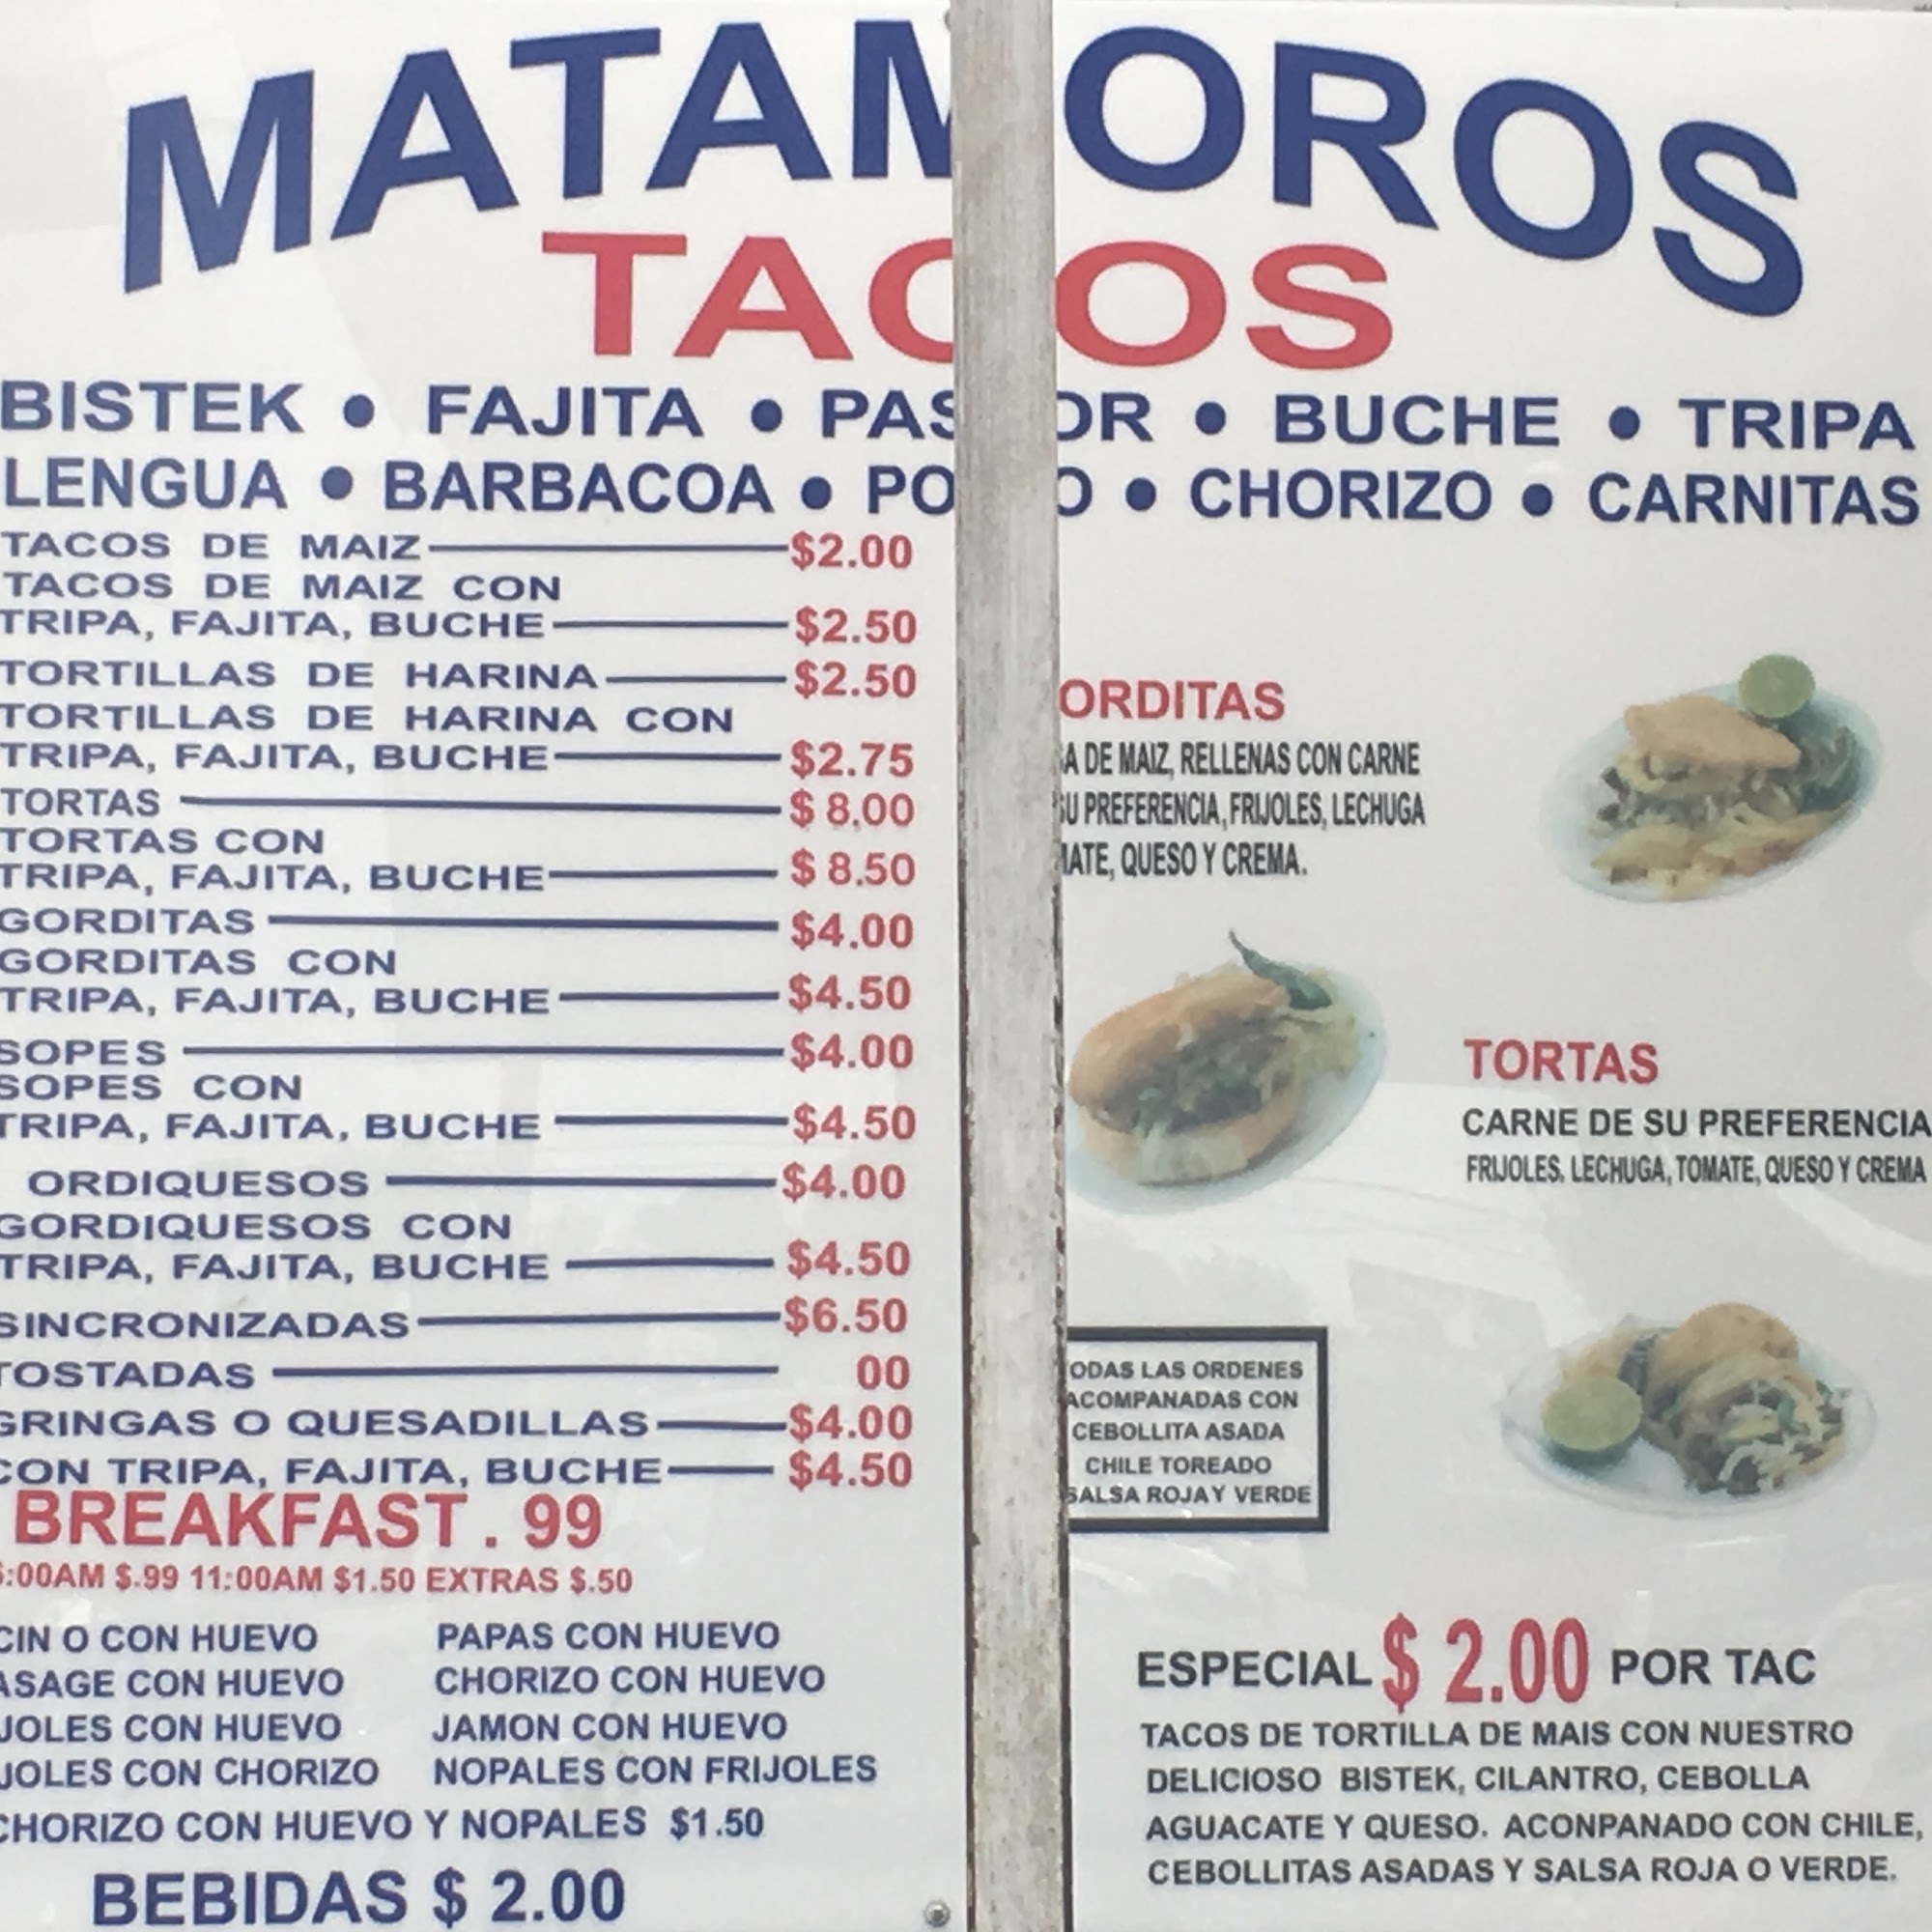 MATAMOROS
TACOS
BISTEK • FAJITA • PASTOR • BUCHE • TRIPA
LENGUA • BARBACOA • POLLO • CHORIZO • CARNITAS
TACOS DE MAIZ $2.00
TACOS DE MAIZ CON
TRIPA, FAJITA, BUCHE $2.50
TORTILLAS DE HARINA $2.50
TORTILLAS DE HARINA CON
TRIPA, FAJITA, BUCHE $2.75
TORTAS $ 8.00
TORTAS CON
TRIPA, FAJITA, BUCHE $ 8.50
GORDITAS $4.00
GORDITAS CON
TRIPA, FAJITA, BUCHE $4.50
SOPES $4.00
SOPES CON
TRIPA, FAJITA, BUCHE $4.50
ORDIQUESOS $4.00
GORDIQUESOS CON
TRIPA, FAJITA, BUCHE $4.50
SINCRONIZADAS $6.50
TOSTADAS 00
GRINGAS O QUESADILLAS $4.00
CON TRIPA, FAJITA, BUCHE $4.50
BREAKFAST . 99
:00AM $.99 11:00AM $1.50 EXTRAS $.50
CIN O CON HUEVO PAPAS CON HUEVO
ASAGE CON HUEVO CHORIZO CON HUEVO
JOLES CON HUEVO JAMON CON HUEVO
JOLES CON CHORIZO NOPALES CON FRIJOLES
CHORIZO CON HUEVO Y NOPALES $1.50
BEBIDAS $ 2.00
ORDITAS
A DE MAIZ, RELLENAS CON CARNE
SU PREFERENCIA, FRIJOLES, LECHUGA
MATE, QUESO Y CREMA.
TORTAS
CARNE DE SU PREFERENCIA
FRIJOLES, LECHUGA, TOMATE, QUESO Y CREMA
ODAS LAS ORDENES
ACOMPANADAS CON
CEBOLLITA ASADA
CHILE TOREADO
SALSA ROJA Y VERDE
ESPECIAL $ 2.00 POR TAC
TACOS DE TORTILLA DE MAIS CON NUESTRO
DELICIOSO BISTEK, CILANTRO, CEBOLLA
AGUACATE Y QUESO. ACONPANADO CON CHILE,
CEBOLLITAS ASADAS Y SALSA ROJA O VERDE.